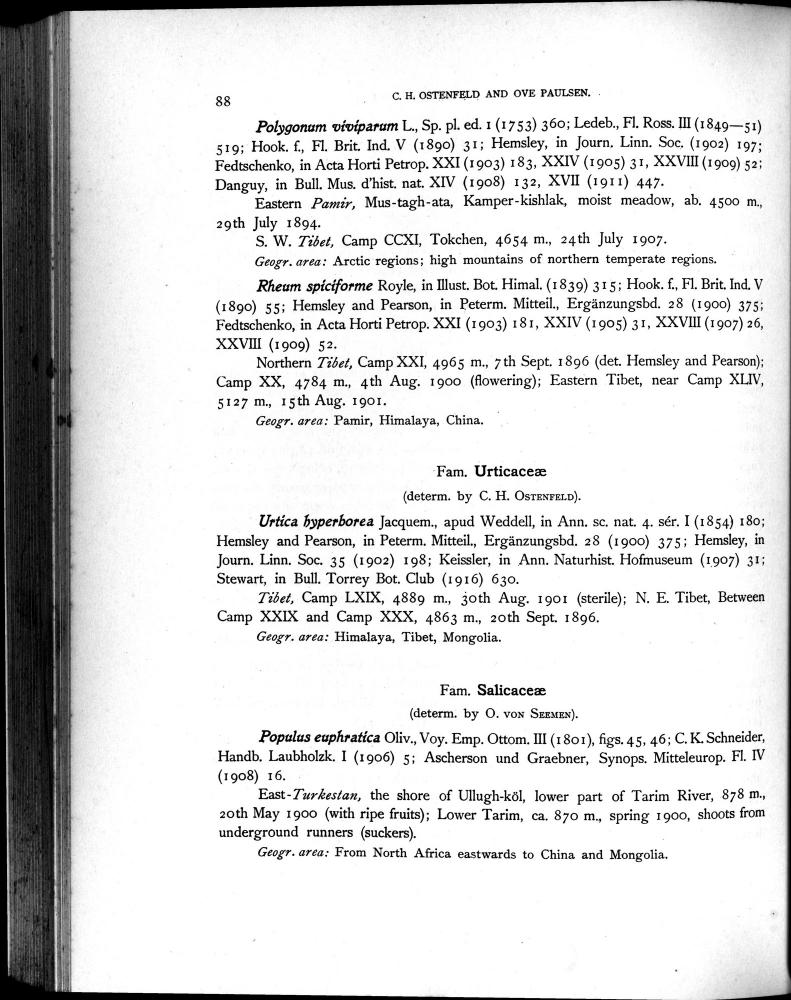 88
C. H. OSTENFELD AND OVE PAULSEN.
Polygonum viviparum L., Sp. pl. ed. 1 (1753) 360; Ledeb., Fl. Ross. III (1849—51)
519; Hook. f., Fl. Brit. Ind. V (1890) 31; Hemsley, in Journ. Linn. Soc. (1902) 197;
Fedtschenko, in Acta Horti Petrop. XXI (1903) 183, XXIV (1905) 31, XXVIII (1909) 52;
Danguy, in Bull. Mus. d'hist. nat. XIV (1908) 132, XVII (1911) 447.
Eastern Pamir, Mus-tagh-ata, Kamper-kishlak, moist meadow, ab. 4500 m.,
29th July 1894.
S. W. Tibet, Camp CCXI, Tokchen, 4654 m., 24th July 1907.
Geogr. area: Arctic regions; high mountains of northern temperate regions.
Rheum spiciforme Royle, in Illust. Bot. Himal. (1839) 315; Hook. f., Fl. Brit. Ind. V
(1890) 55; Hemsley and Pearson, in Peterm. Mitteil., Ergänzungsbd. 28 (1900) 375;
Fedtschenko, in Acta Horti Petrop. XXI (1903) 181, XXIV (1905) 31, XXVIII (1907) 26,
XXVIII (1909) 52.
Northern Tibet, Camp XXI, 4965 m., 7th Sept. 1896 (det. Hemsley and Pearson);
Camp XX, 4784 m., 4th Aug. 1900 (flowering); Eastern Tibet, near Camp XLIV,
5127 m., 15th Aug. 1901.
Geogr. area: Pamir, Himalaya, China.
Fam. Urticaceæ
(determ. by C. H. OSTENFELD).
Urtica hyperborea Jacquem., apud Weddell, in Ann. sc. nat. 4. sér. I (1854) 180;
Hemsley and Pearson, in Peterm. Mitteil., Ergänzungsbd. 28 (1900) 375; Hemsley, in
Journ. Linn. Soc. 35 (1902) 198; Keissler, in Ann. Naturhist. Hofmuseum (1907) 31;
Stewart, in Bull. Torrey Bot. Club (1916) 630.
Tibet, Camp LXIX, 4889 m., 30th Aug. 1901 (sterile); N. E. Tibet, Between
Camp XXIX and Camp XXX, 4863 m., 20th Sept. 1896.
Geogr. area: Himalaya, Tibet, Mongolia.
Fam. Salicaceæ
(determ. by O. VON SEEMEN).
Populus euphratica Oliv., Voy. Emp. Ottom. III (1801), figs. 45, 46; C. K. Schneider,
Handb. Laubholzk. I (1906) 5; Ascherson und Graebner, Synops. Mitteleurop. Fl. IV
(1908) 16.
East-Turkestan, the shore of Ullugh-köl, lower part of Tarim River, 878 m.,
20th May 1900 (with ripe fruits); Lower Tarim, ca. 870 m., spring 1900, shoots from
underground runners (suckers).
Geogr. area: From North Africa eastwards to China and Mongolia.